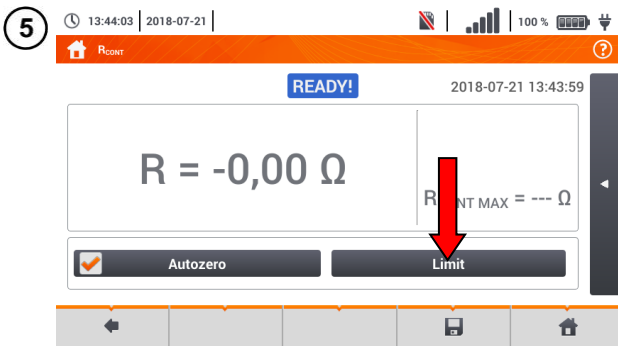 5
13:44:03 2018-07-21 100 %
RCONT
?
READY! 2018-07-21 13:43:59
R = -0,00 Ω
R NT MAX = --- Ω
Autozero Limit